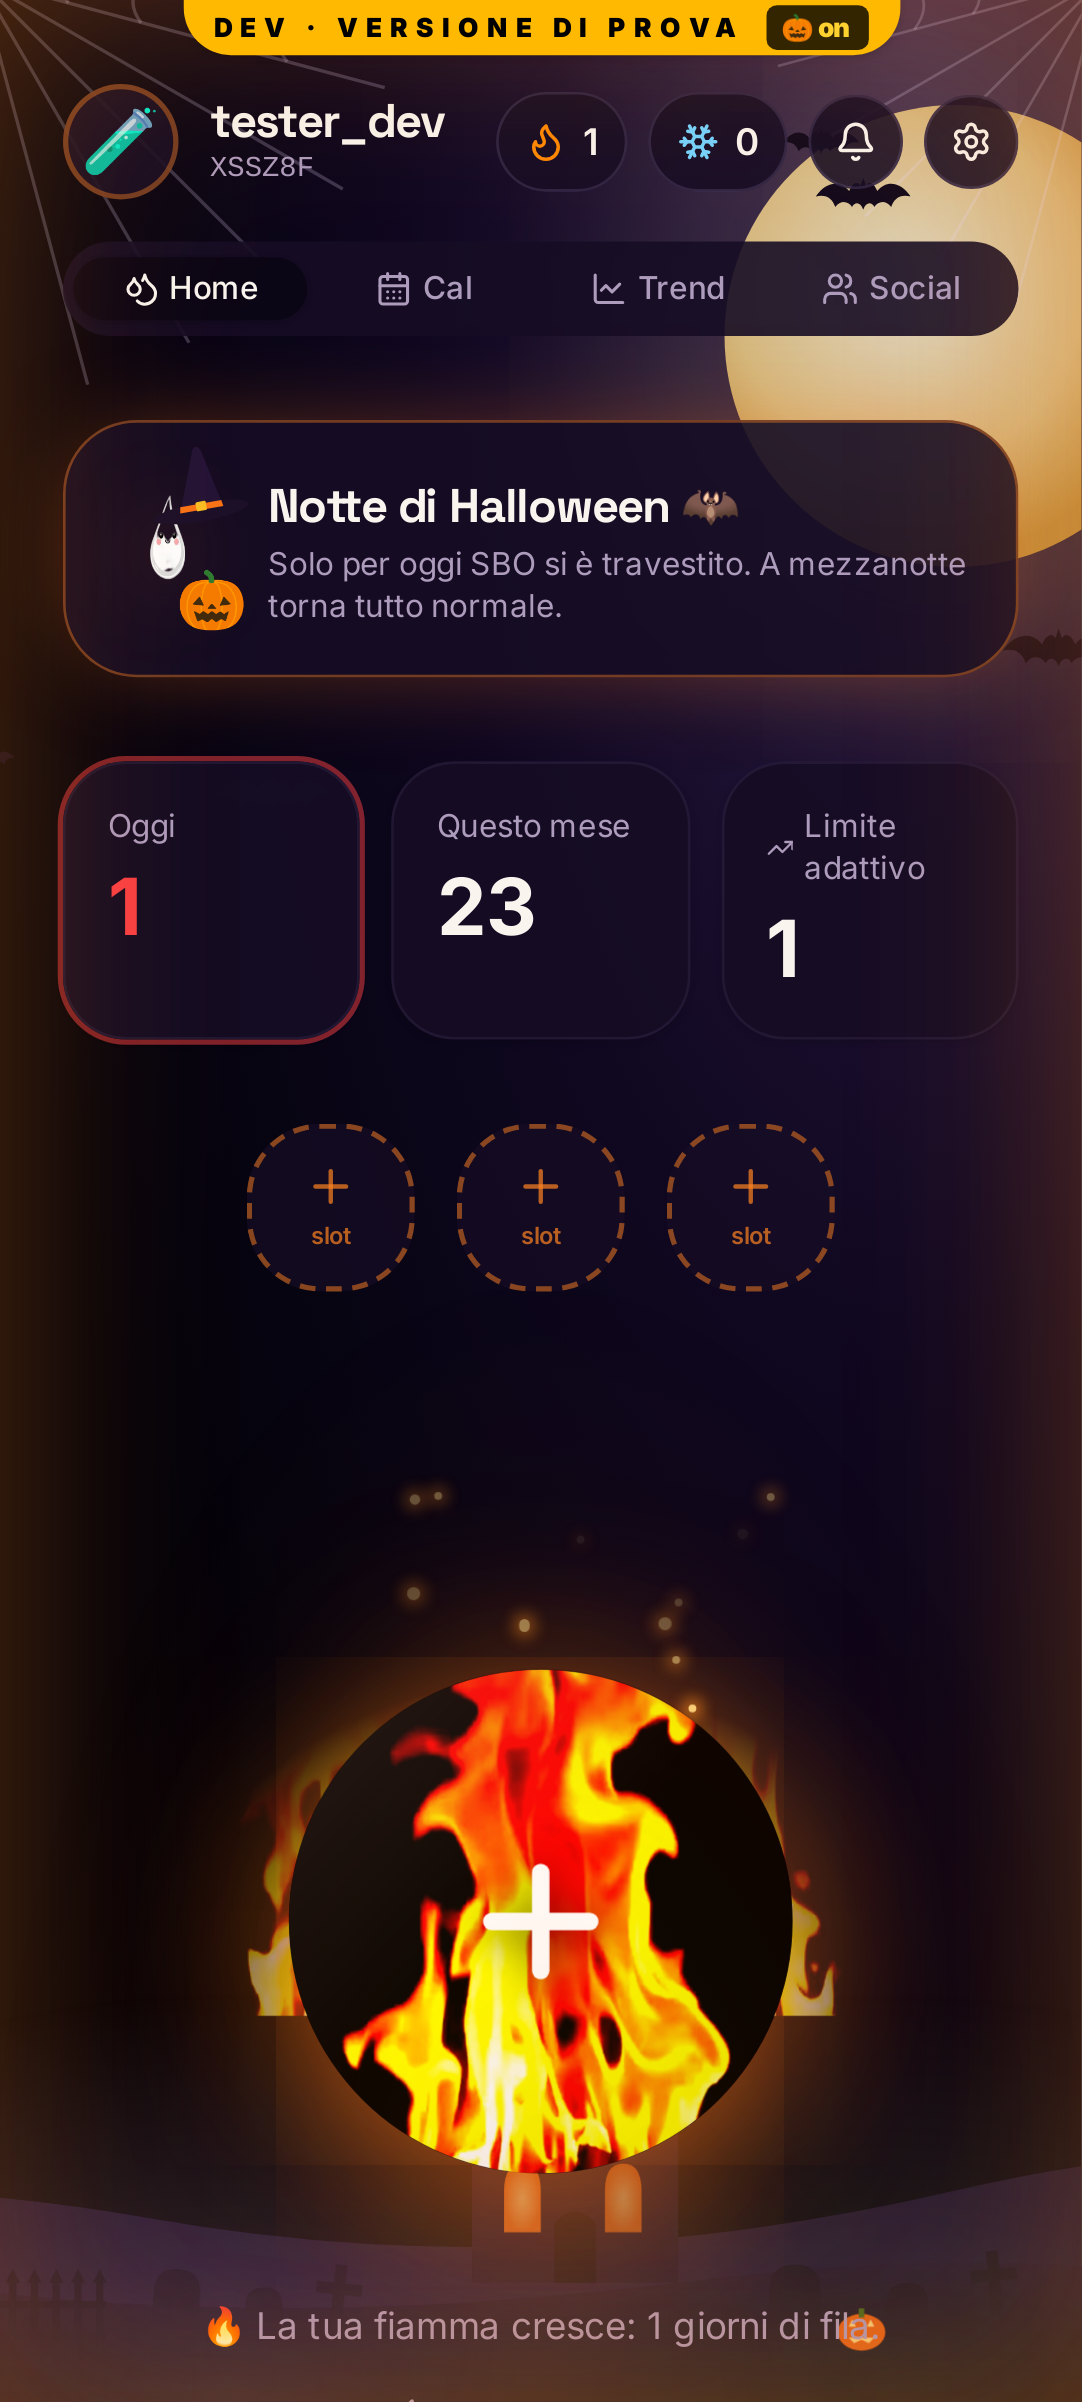 DEV · VERSIONE DI PROVA 🎃 on
tester_dev
XSSZ8F
1
0
Home
Cal
Trend
Social
Notte di Halloween 🦇
Solo per oggi SBO si è travestito. A mezzanotte
torna tutto normale.
Oggi
1
Questo mese
23
Limite
adattivo
1
slot
slot
slot
🔥 La tua fiamma cresce: 1 giorni di fila.